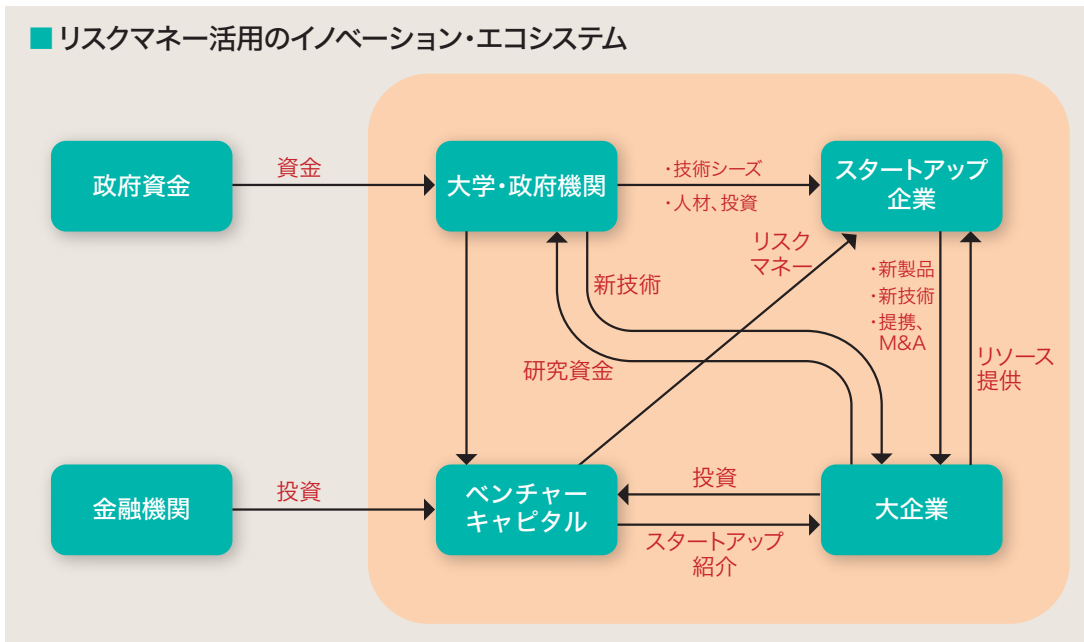 ■ リスクマネー活用のイノベーション・エコシステム
政府資金
資金
大学・政府機関
・技術シーズ
・人材、投資
スタートアップ
企業
リスク
マネー
新技術
・新製品
・新技術
・提携、
M&A
研究資金
リソース
提供
金融機関
投資
ベンチャー
キャピタル
投資
スタートアップ
紹介
大企業